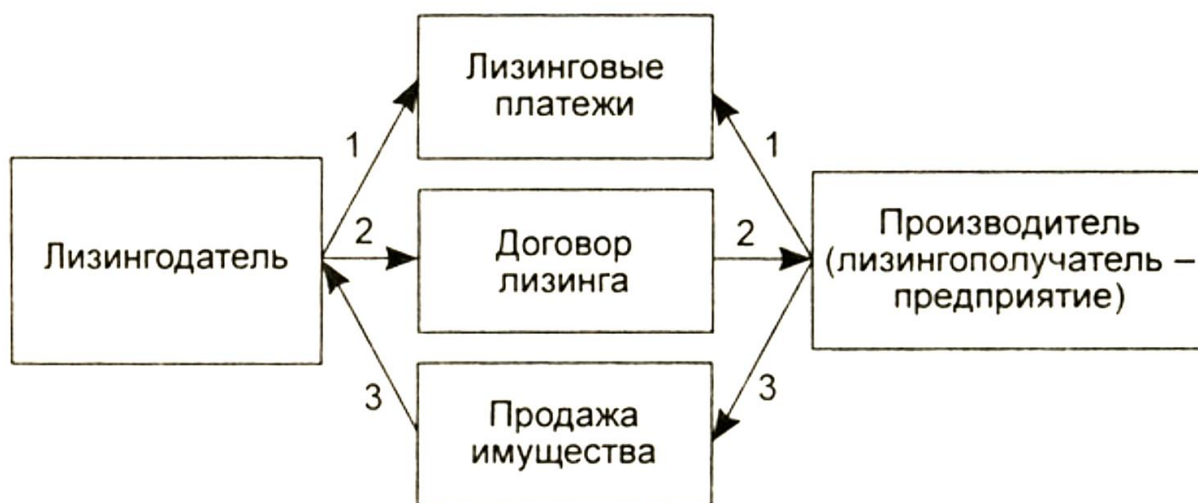 Лизинговые
платежи
1
1
Лизингодатель
2
Договор
лизинга
2
Производитель
(лизингополучатель –
предприятие)
3
Продажа
имущества
3